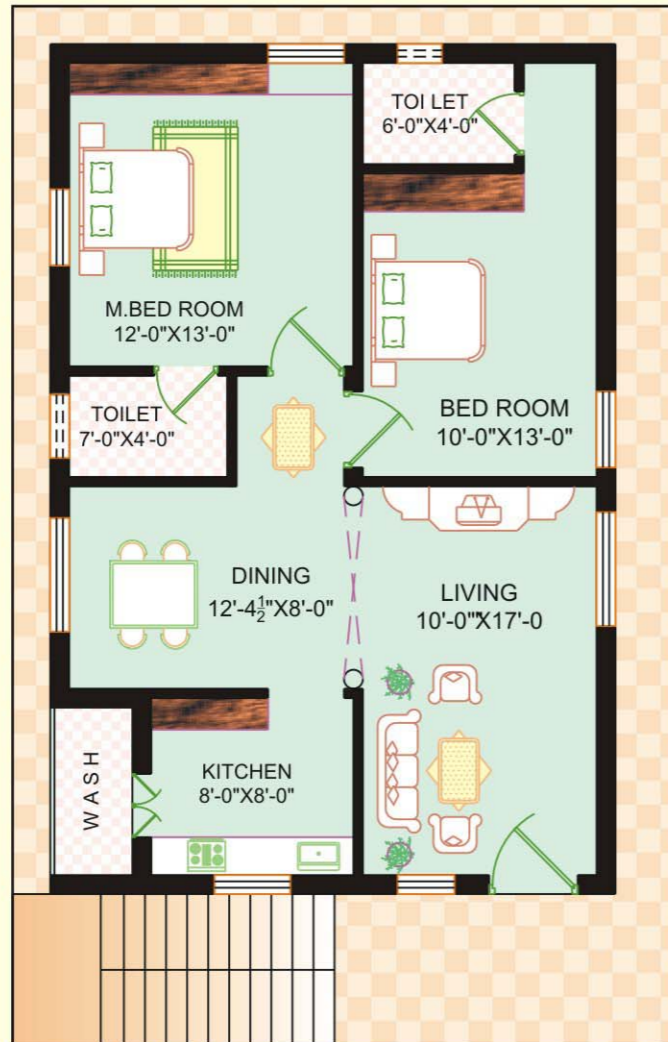 TOI LET
6'-0"X4'-0"
M.BED ROOM
12'-0"X13'-0"
TOILET
7'-0"X4'-0"
BED ROOM
10'-0"X13'-0"
DINING
12'-4½"X8'-0"
LIVING
10'-0"X17'-0
WASH
KITCHEN
8'-0"X8'-0"